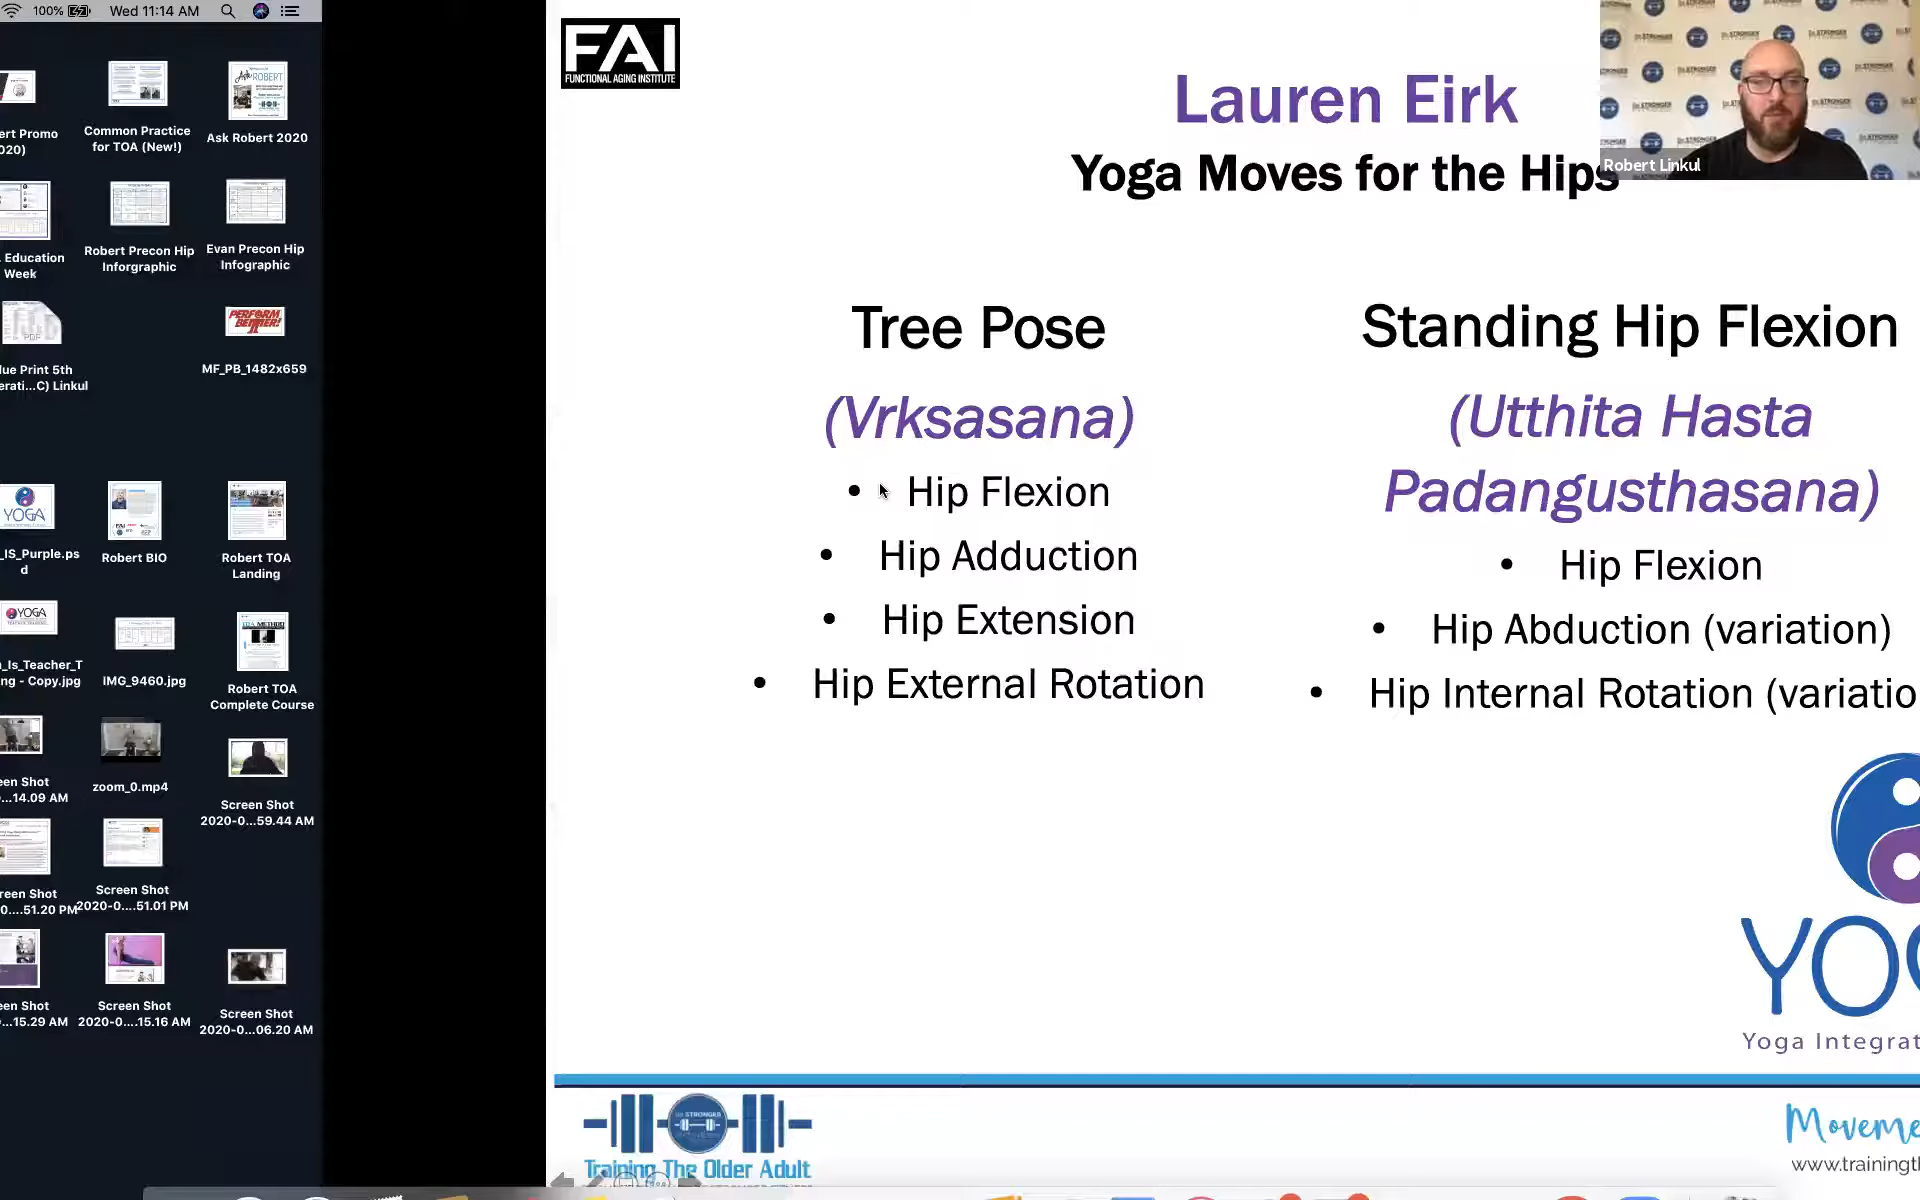 100%
Wed 11:14 AM
ert Promo
020)
Common Practice
for TOA (New!)
Ask Robert 2020
. Education
Week
Robert Precon Hip
Inforgraphic
Evan Precon Hip
Infographic
PERFORM
BETTER!
PDF
lue Print 5th
erati...C) Linkul
MF_PB_1482x659
YOGA
_IS_Purple.ps
d
Robert BIO
Robert TOA
Landing
YOGA
_Is_Teacher_T
ng - Copy.jpg
IMG_9460.jpg
Robert TOA
Complete Course
een Shot
...14.09 AM
zoom_0.mp4
Screen Shot
2020-0...59.44 AM
reen Shot
0....51.20 PM
Screen Shot
2020-0....51.01 PM
een Shot
...15.29 AM
Screen Shot
2020-0....15.16 AM
Screen Shot
2020-0...06.20 AM
FAI
FUNCTIONAL AGING INSTITUTE
Lauren Eirk
Yoga Moves for the Hips
Robert Linkul
Tree Pose
(Vrksasana)
• Hip Flexion
• Hip Adduction
• Hip Extension
• Hip External Rotation
Standing Hip Flexion
(Utthita Hasta
Padangusthasana)
• Hip Flexion
• Hip Abduction (variation)
• Hip Internal Rotation (variatio
YOG
Yoga Integrat
Training The Older Adult
Moveme
www.trainingth